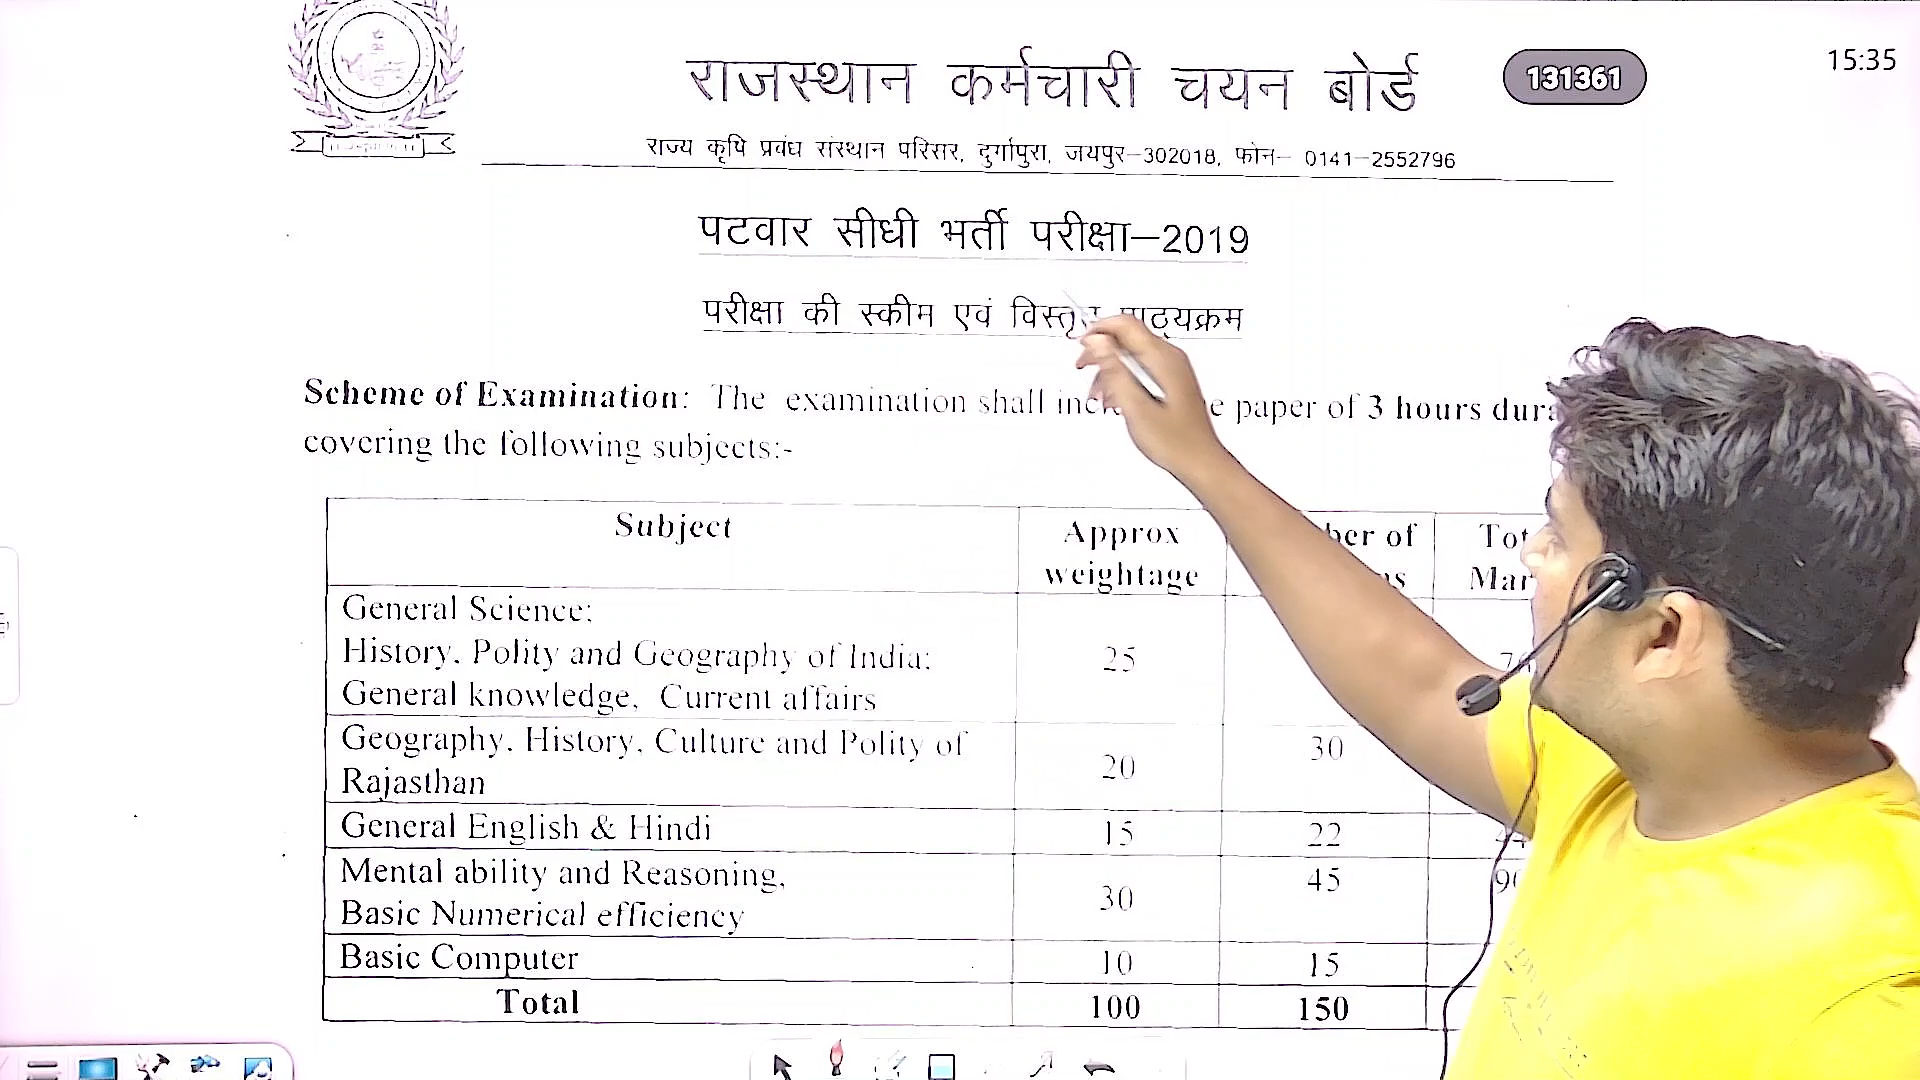 राजस्थान कर्मचारी चयन बोर्ड
131361
15:35
राज्य कृषि प्रबंध संस्थान परिसर, दुर्गापुरा, जयपुर–302018, फोन– 0141–2552796
पटवार सीधी भर्ती परीक्षा–2019
परीक्षा की स्कीम एवं
Scheme of Examination: The examination shall paper of 3 hours
covering the following subjects:-
Subject Approx of
weightage
General Science;
History, Polity and Geography of India; 25
General knowledge, Current affairs
Geography, History, Culture and Polity of 30
Rajasthan 20
General English & Hindi 15 22
Mental ability and Reasoning, 45
Basic Numerical efficiency 30
Basic Computer 10 15
Total 100 150